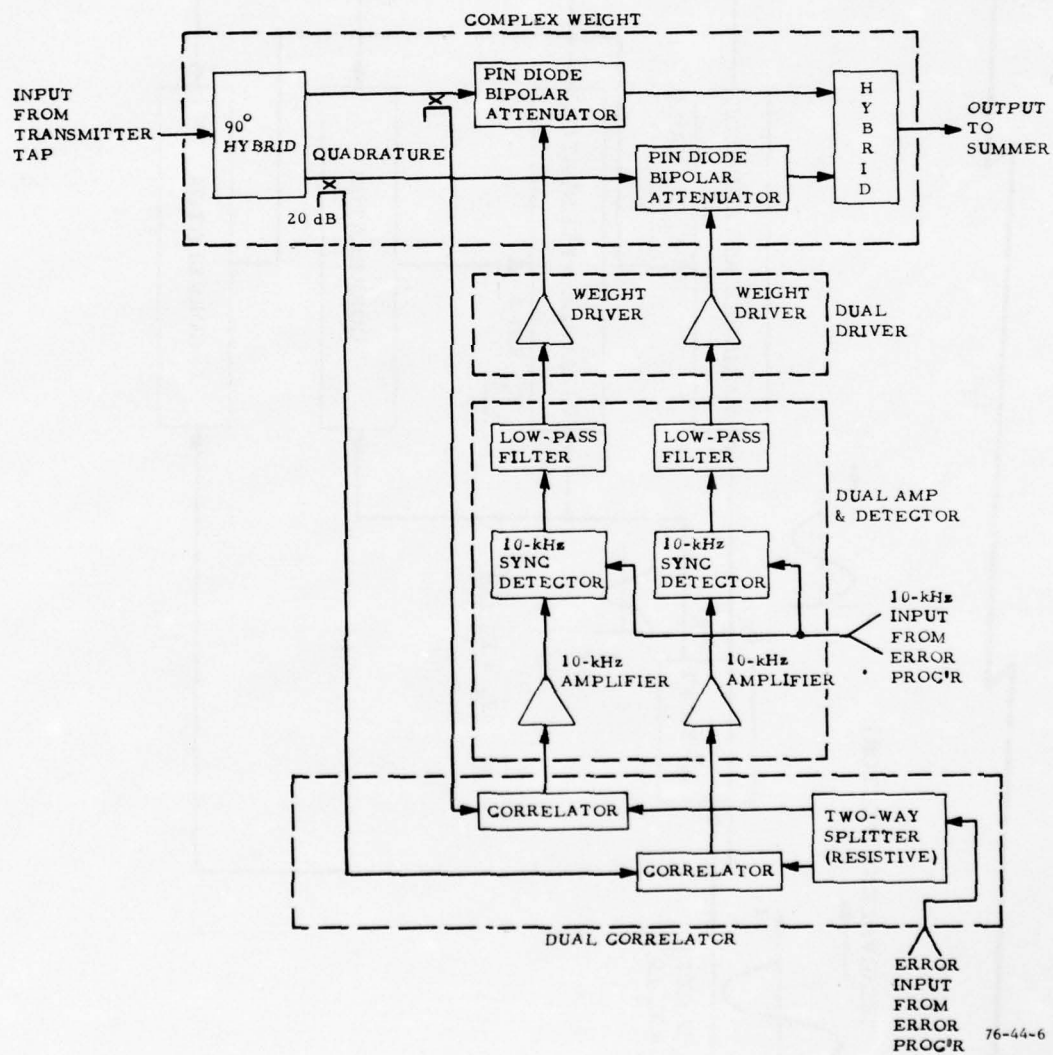 COMPLEX WEIGHT
INPUT
FROM
TRANSMITTER
TAP
90°
HYBRID
PIN DIODE
BIPOLAR
ATTENUATOR
QUADRATURE
20 dB
PIN DIODE
BIPOLAR
ATTENUATOR
H
Y
B
R
I
D
OUTPUT
TO
SUMMER
WEIGHT
DRIVER
WEIGHT
DRIVER
DUAL
DRIVER
LOW-PASS
FILTER
LOW-PASS
FILTER
DUAL AMP
& DETECTOR
10-kHz
SYNC
DETECTOR
10-kHz
SYNC
DETECTOR
10-kHz
INPUT
FROM
ERROR
PROC'R
10-kHz
AMPLIFIER
10-kHz
AMPLIFIER
CORRELATOR
CORRELATOR
TWO-WAY
SPLITTER
(RESISTIVE)
DUAL CORRELATOR
ERROR
INPUT
FROM
ERROR
PROC'R
76-44-6